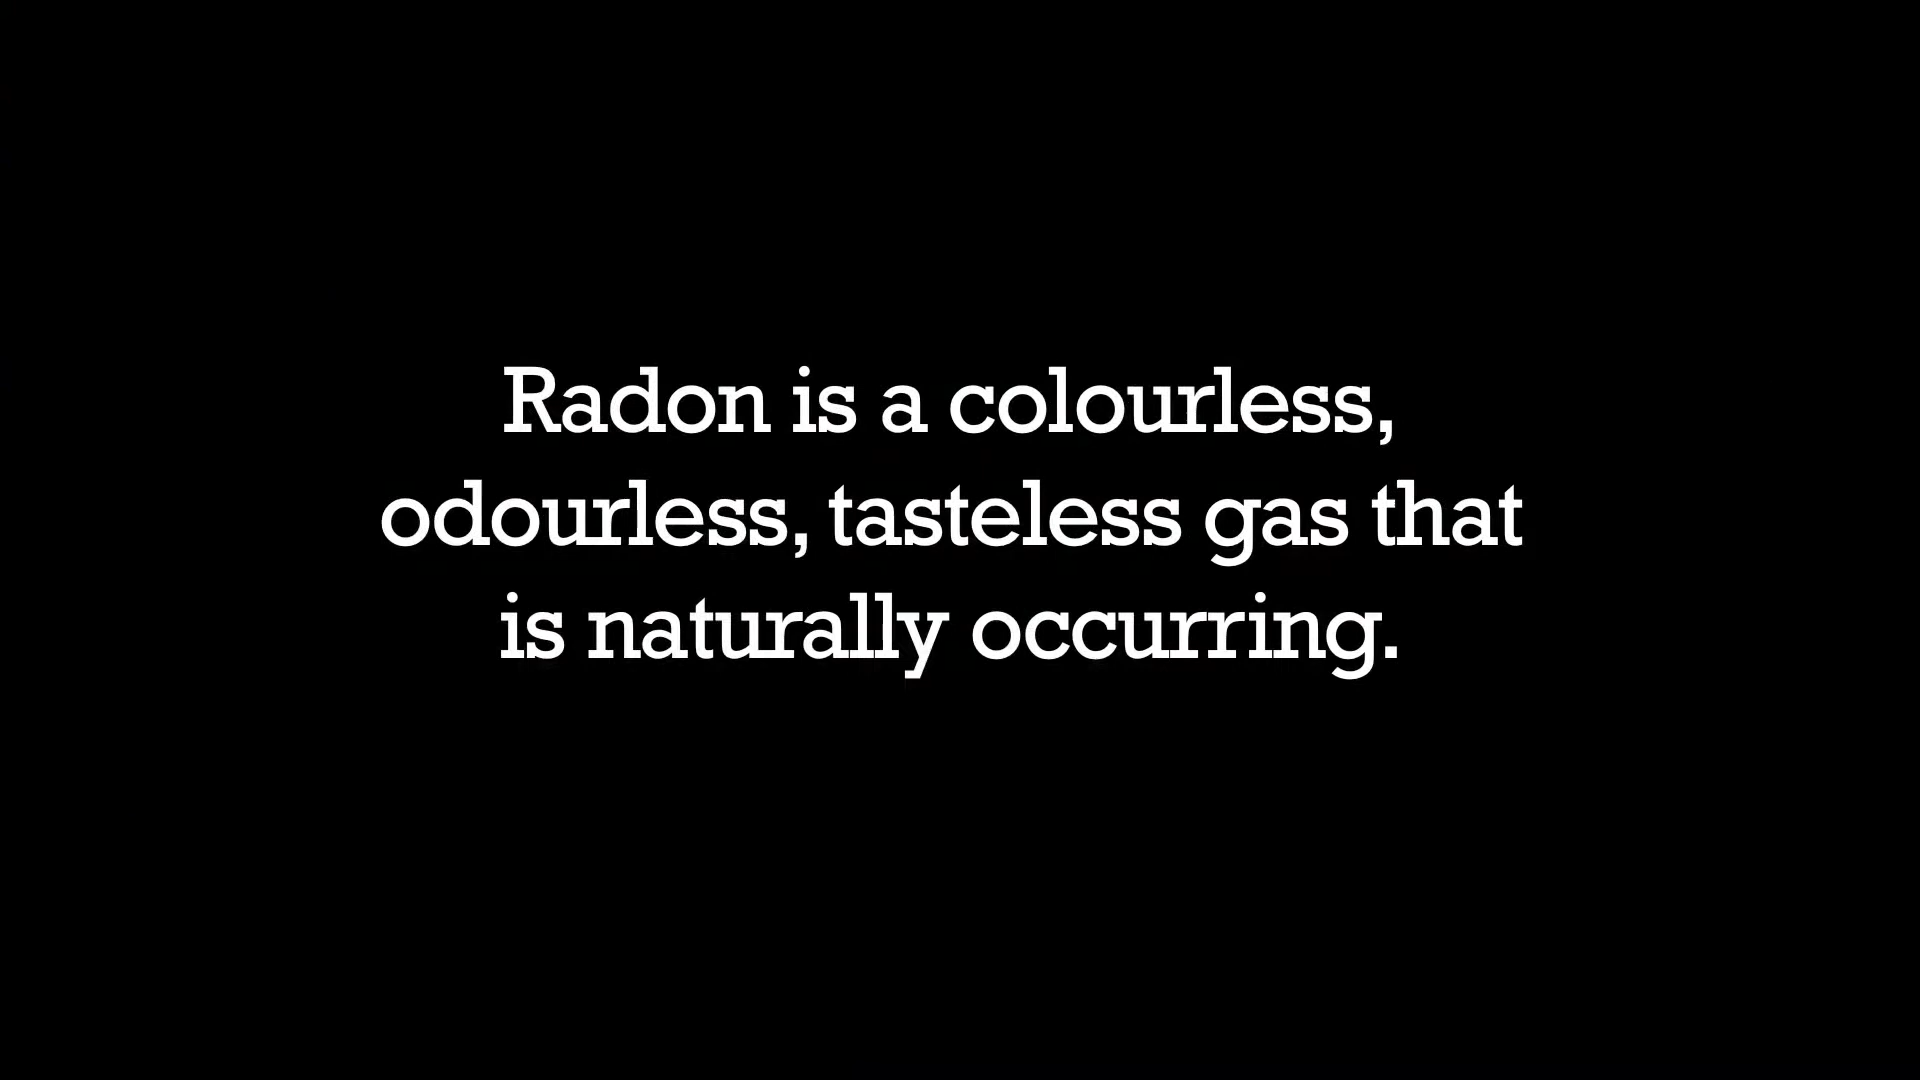 Radon is a colourless,
odourless, tasteless gas that
is naturally occurring.